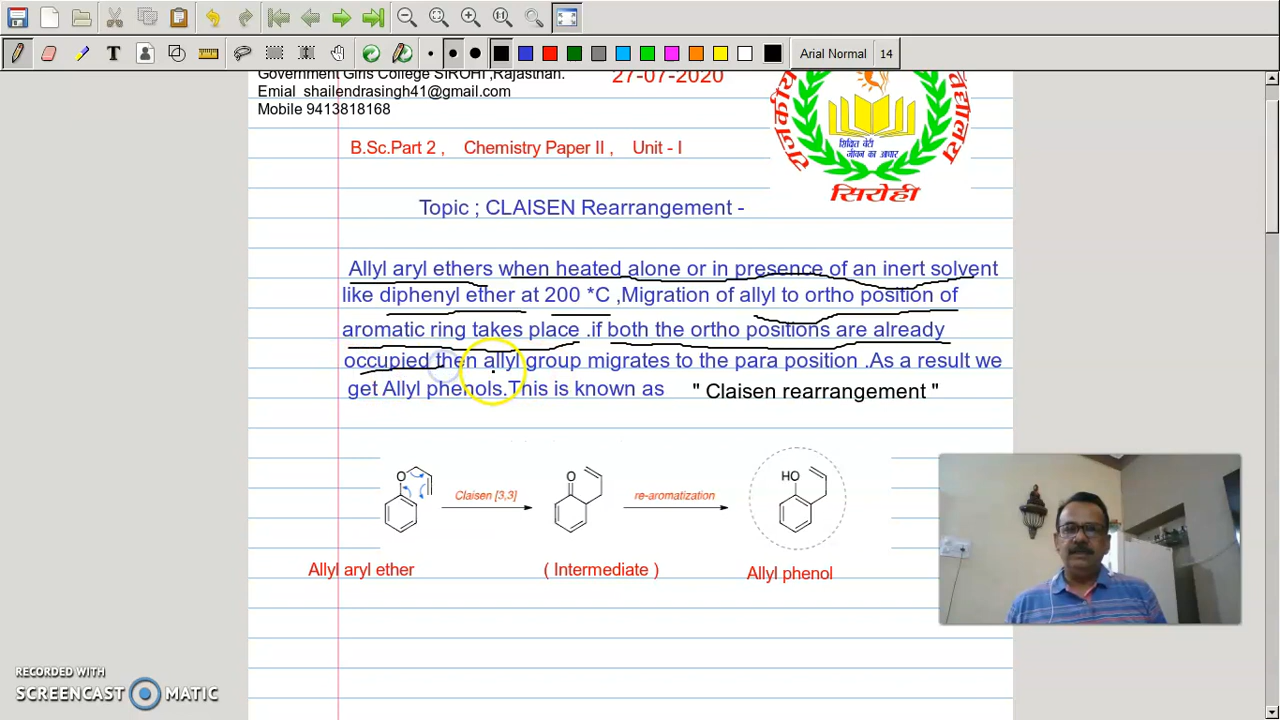 Arial Normal 14
Government Girls College SIROHI ,Rajasthan.
27-07-2020
Emial shailendrasingh41@gmail.com
Mobile 9413818168
शिक्षित बेटी
जीवन का आधार
सिरोही
B.Sc.Part 2 , Chemistry Paper II , Unit - I
Topic ; CLAISEN Rearrangement -
Allyl aryl ethers when heated alone or in presence of an inert solvent
like diphenyl ether at 200 *C ,Migration of allyl to ortho position of
aromatic ring takes place .if both the ortho positions are already
occupied then allyl group migrates to the para position .As a result we
get Allyl phenols.This is known as " Claisen rearrangement "
O
Claisen [3,3]
O
re-aromatization
HO
Allyl aryl ether
( Intermediate )
Allyl phenol
RECORDED WITH
SCREENCAST MATIC